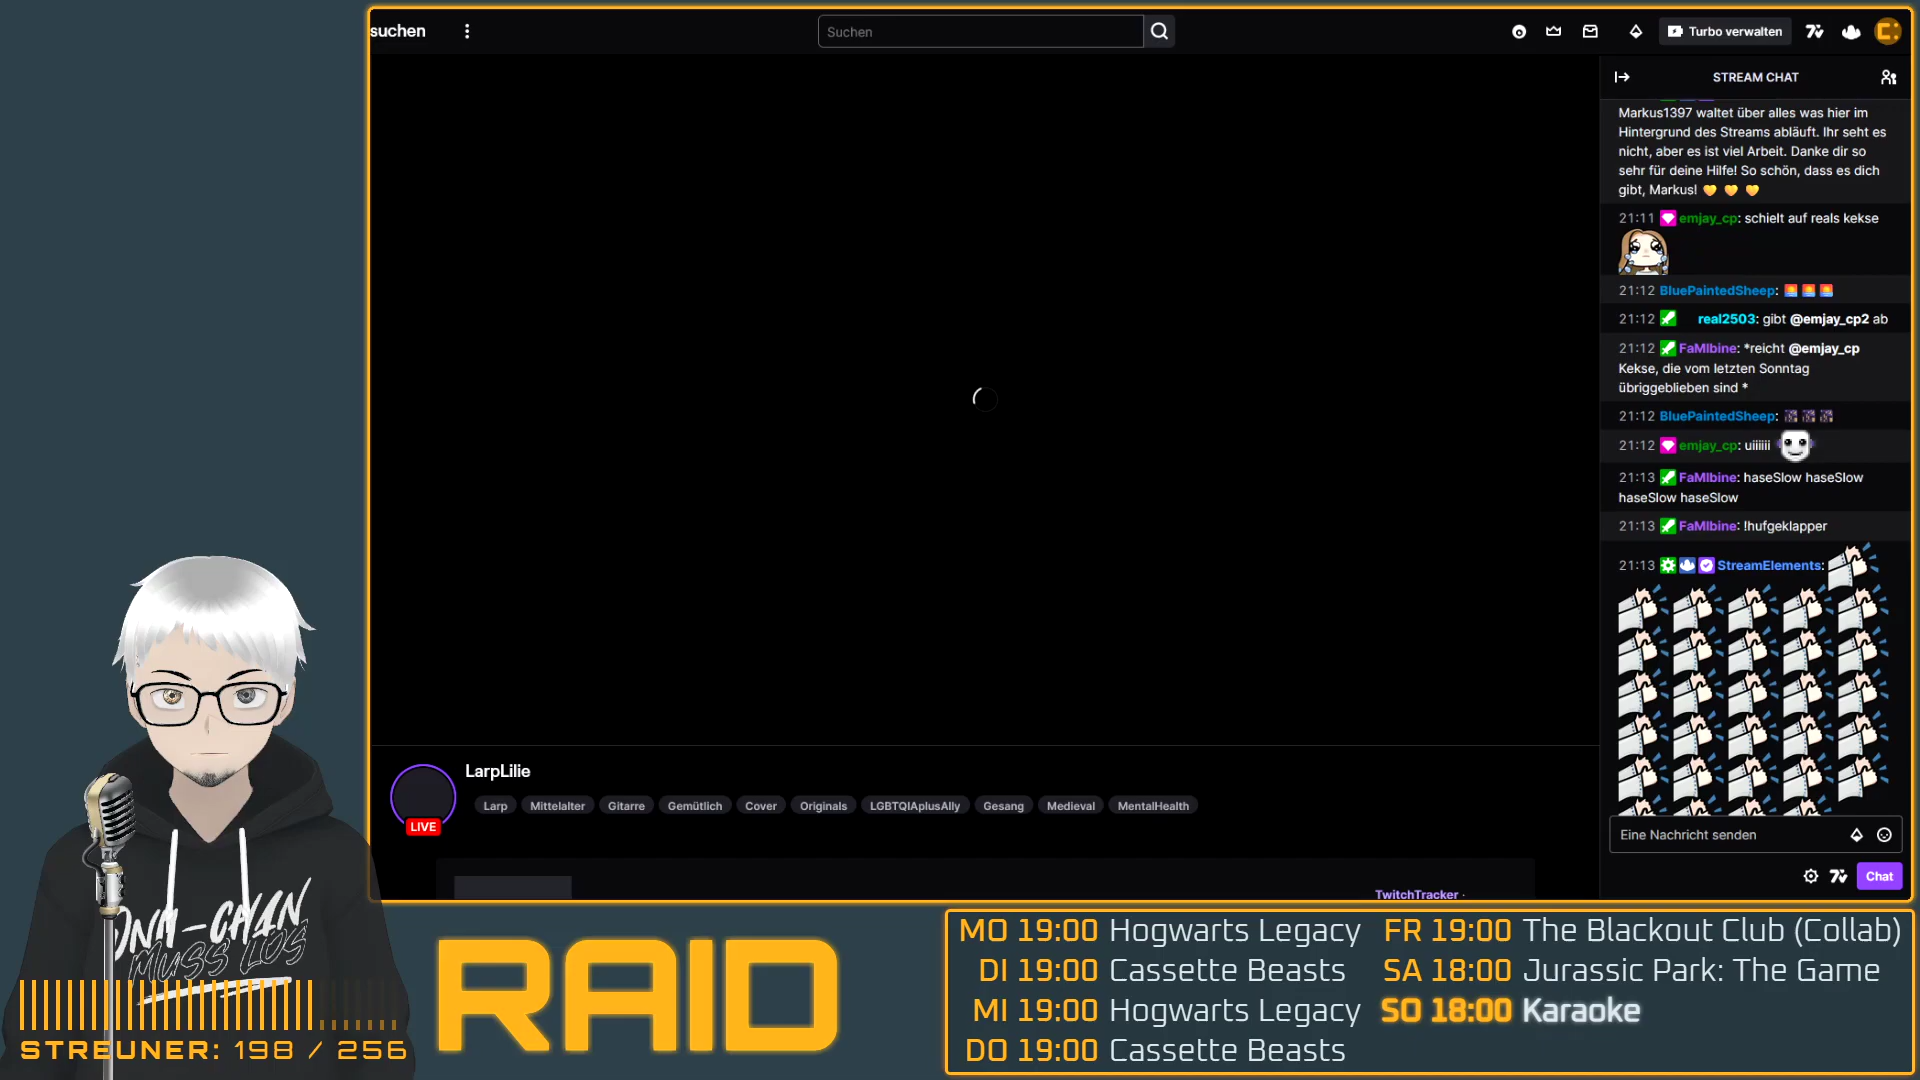 suchen
Suchen
Turbo verwalten
STREAM CHAT
Markus1397 waltet über alles was hier im
Hintergrund des Streams abläuft. Ihr seht es
nicht, aber es ist viel Arbeit. Danke dir so
sehr für deine Hilfe! So schön, dass es dich
gibt, Markus! 💛 💛 💛
21:11 emjay_cp: schielt auf reals kekse
21:12 BluePaintedSheep: 🌅 🌅 🌅
21:12 real2503: gibt @emjay_cp2 ab
21:12 FaMIbine: *reicht @emjay_cp
Kekse, die vom letzten Sonntag
übriggeblieben sind *
21:12 BluePaintedSheep:
21:12 emjay_cp: uiiiiii
21:13 FaMIbine: haseSlow haseSlow
haseSlow haseSlow
21:13 FaMIbine: !hufgeklapper
21:13 StreamElements:
Eine Nachricht senden
Chat
LarpLilie
LIVE
Larp Mittelalter Gitarre Gemütlich Cover Originals LGBTQIAplusAlly Gesang Medieval MentalHealth
TwitchTracker ·
MUSS LOS
STREUNER: 198 / 256
RAID
MO 19:00 Hogwarts Legacy
DI 19:00 Cassette Beasts
MI 19:00 Hogwarts Legacy
DO 19:00 Cassette Beasts
FR 19:00 The Blackout Club (Collab)
SA 18:00 Jurassic Park: The Game
SO 18:00 Karaoke